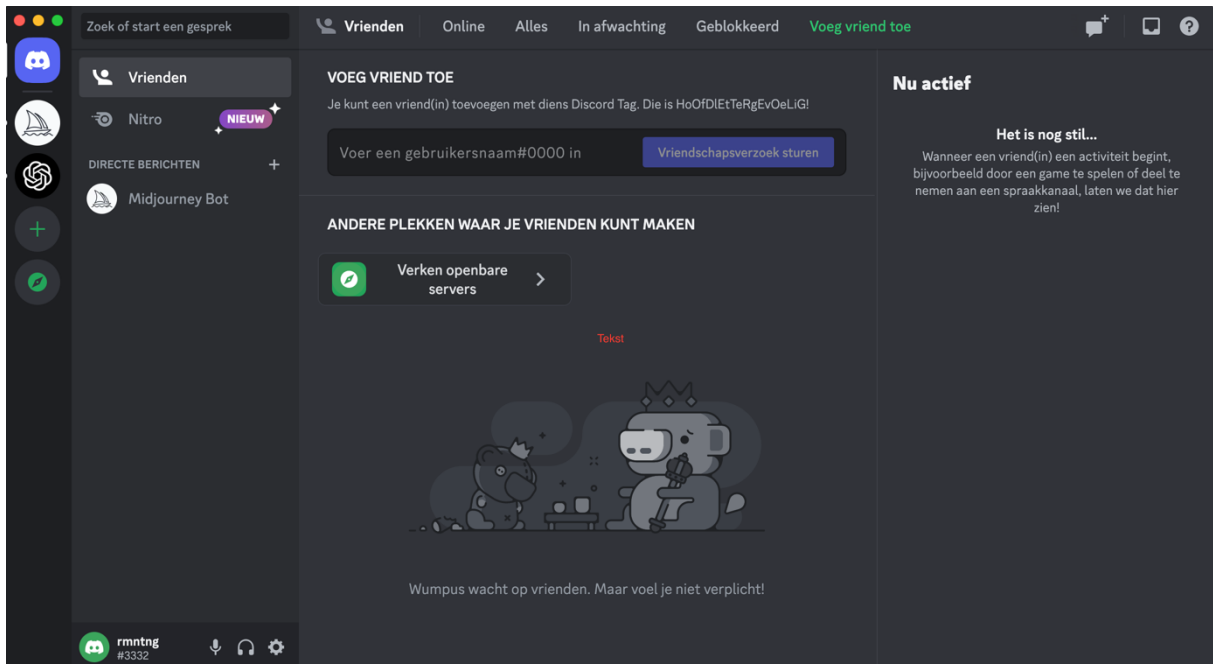 Zoek of start een gesprek
Vrienden
Nitro
NIEUW
DIRECTE BERICHTEN
Midjourney Bot
rmntng
#3332
Vrienden
Online
Alles
In afwachting
Geblokkeerd
Voeg vriend toe
VOEG VRIEND TOE
Je kunt een vriend(in) toevoegen met diens Discord Tag. Die is HoOfDlEtTeRgEvOeLiG!
Voer een gebruikersnaam#0000 in
Vriendschapsverzoek sturen
ANDERE PLEKKEN WAAR JE VRIENDEN KUNT MAKEN
Verken openbare
servers
Tekst
Wumpus wacht op vrienden. Maar voel je niet verplicht!
Nu actief
Het is nog stil...
Wanneer een vriend(in) een activiteit begint,
bijvoorbeeld door een game te spelen of deel te
nemen aan een spraakkanaal, laten we dat hier
zien!